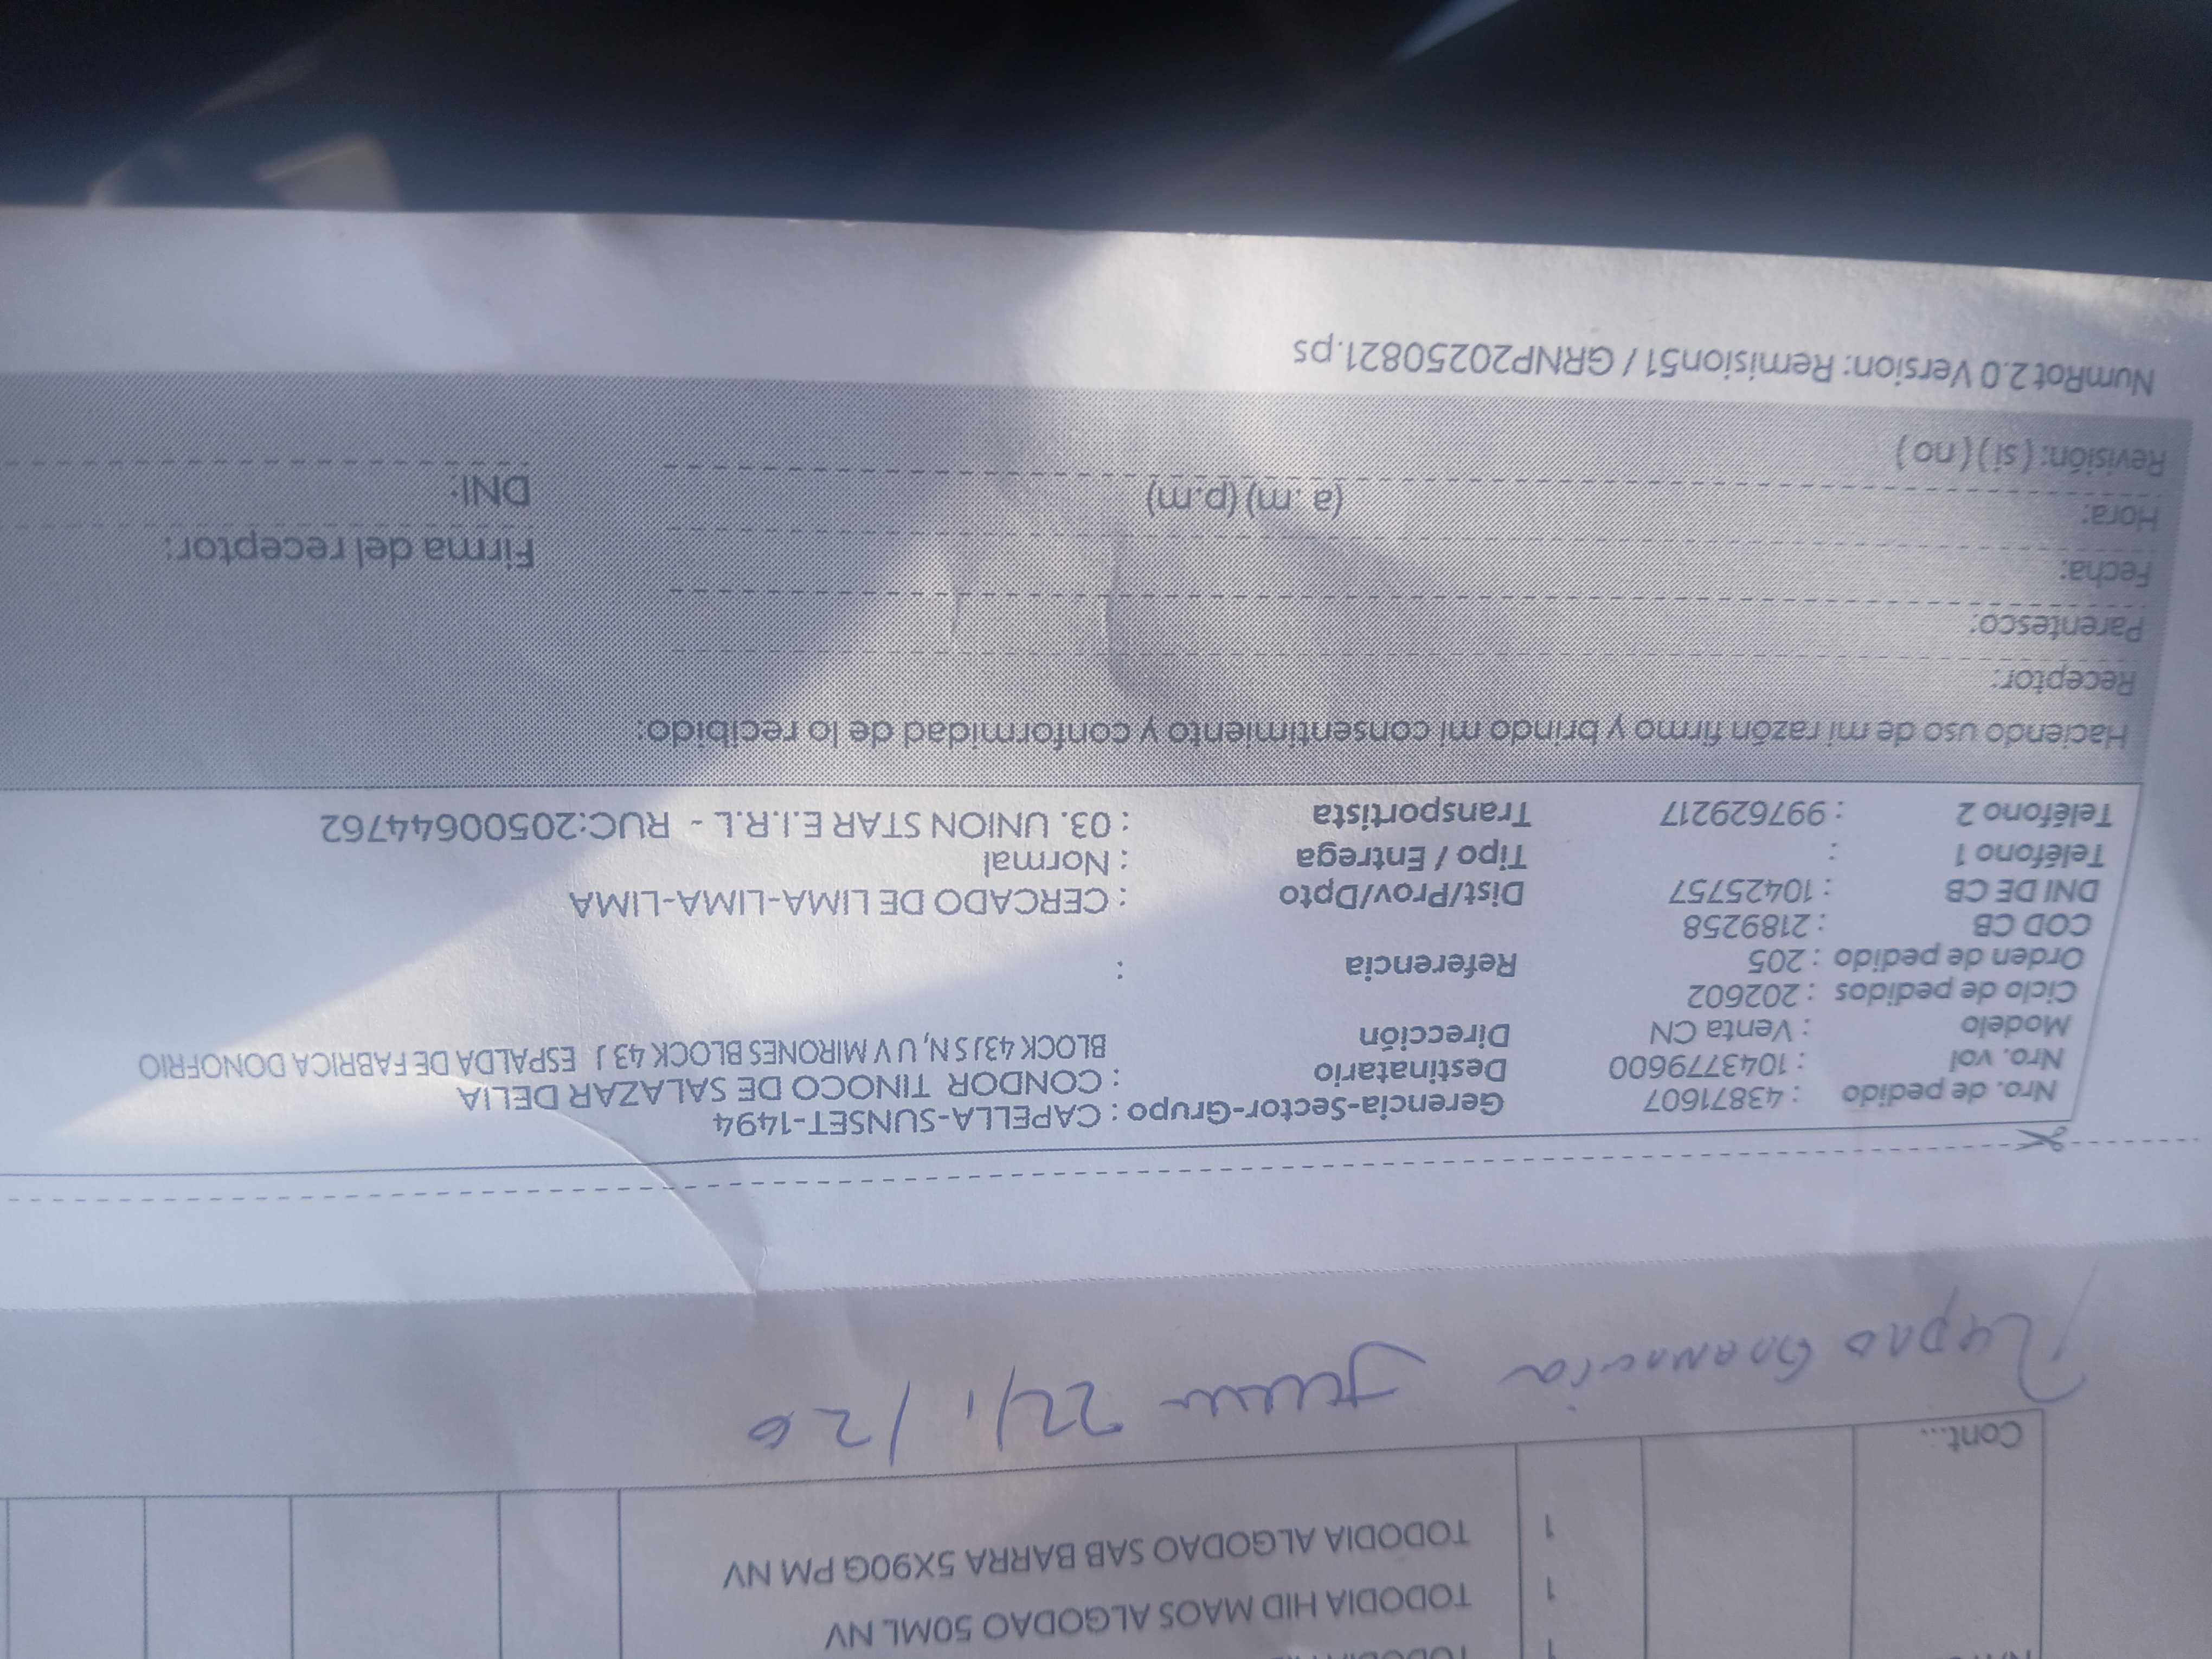 1 TODODIA HID MAOS ALGODAO 50ML NV
1 TODODIA ALGODAO SAB BARRA 5X90G PM NV
Cont...
22/1/26
Nro. de pedido : 43871607 Gerencia-Sector-Grupo : CAPELLA-SUNSET-1494
Nro. vol : 1043779600 Destinatario : CONDOR TINOCO DE SALAZAR DELIA
Modelo : Venta CN Dirección BLOCK 43J S N, U V MIRONES BLOCK 43 J ESPALDA DE FABRICA DONOFRIO
Ciclo de pedidos : 202602
Orden de pedido : 205 Referencia :
COD CB : 2189258
DNI DE CB : 10425757 Dist/Prov/Dpto : CERCADO DE LIMA-LIMA-LIMA
Teléfono 1 : Tipo / Entrega : Normal
Teléfono 2 : 997629217 Transportista : 03. UNION STAR E.I.R.L - RUC:20500644762
Haciendo uso de mi razón firmo y brindo mi consentimiento y conformidad de lo recibido:
Receptor:
Parentesco:
Fecha: Firma del receptor:
Hora: (a .m) (p.m) DNI:
Revisión: ( si ) ( no )
NumRot 2.0 Version: Remision51 / GRNP20250821.ps